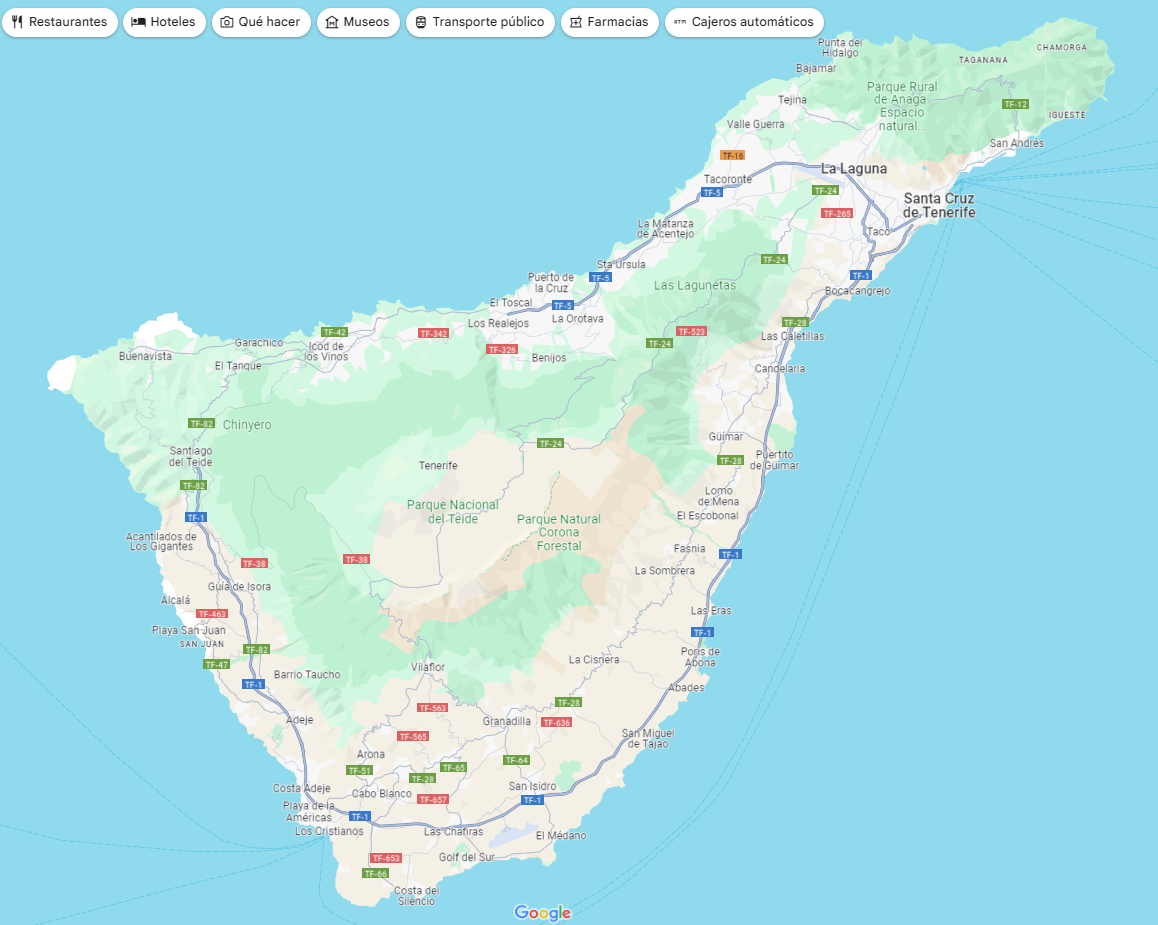 Restaurantes
Hoteles
Qué hacer
Museos
Transporte público
Farmacias
ATM
Cajeros automáticos
Punta del
Hidalgo
CHAMORGA
TAGANANA
Bajamar
Parque Rural
de Anaga
Espacio
natural...
Tejina
TF-12
IGUESTE
Valle Guerra
San Andrés
TF-16
La Laguna
Tacoronte
TF-5
TF-24
Santa Cruz
de Tenerife
TF-265
La Matanza
de Acentejo
Taco
TF-24
Sta Úrsula
TF-5
TF-1
Puerto de
la Cruz
Las Lagunetas
Bocacangrejo
El Toscal
TF-5
La Orotava
Los Realejos
TF-28
TF-42
TF-342
TF-523
Las Caletillas
Garachico
Icod de
los Vinos
TF-326
TF-24
Buenavista
Benijos
El Tanque
Candelaria
TF-82
Chinyero
Güímar
TF-24
Santiago
del Teide
Tenerife
TF-28
Puertito
de Güímar
TF-82
Lomo
de Mena
Parque Nacional
del Teide
TF-1
Parque Natural
Corona
Forestal
El Escobonal
Acantilados de
Los Gigantes
Fasnia
TF-1
TF-38
TF-38
La Sombrera
Guía de Isora
Alcalá
TF-463
Las Eras
Playa San Juan
TF-1
SAN JUAN
TF-82
Poris de
Abona
TF-47
Vilaflor
La Cisnera
Barrio Taucho
TF-1
Abades
TF-28
TF-563
Adeje
Granadilla
TF-636
TF-565
San Miguel
de Tajao
Arona
TF-64
TF-51
TF-65
TF-28
Costa Adeje
Cabo Blanco
San Isidro
TF-657
TF-1
Playa de la
Américas
TF-1
Los Cristianos
Las Chafiras
El Médano
TF-653
Golf del Sur
TF-66
Costa del
Silencio
Google